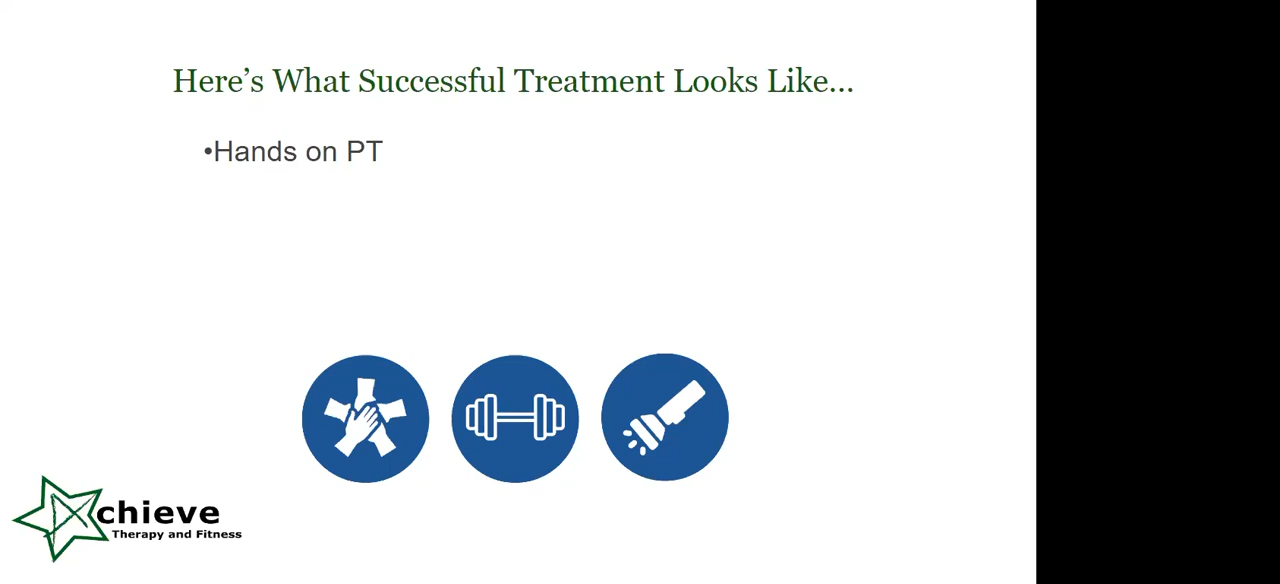 Here's What Successful Treatment Looks Like...
•Hands on PT
chieve
Therapy and Fitness